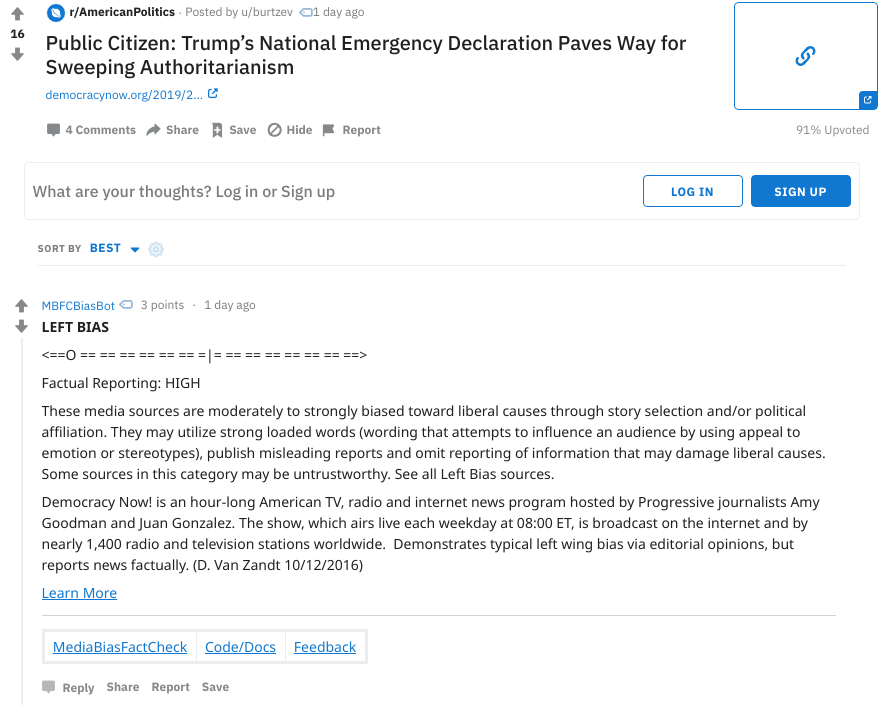 r/AmericanPolitics · Posted by u/burtzev 1 day ago
16
Public Citizen: Trump’s National Emergency Declaration Paves Way for
Sweeping Authoritarianism
democracynow.org/2019/2...
4 Comments Share Save Hide Report 91% Upvoted
What are your thoughts? Log in or Sign up LOG IN SIGN UP
SORT BY BEST
MBFCBiasBot 3 points · 1 day ago
LEFT BIAS
<==O == == == == == == =|= == == == == == == ==>
Factual Reporting: HIGH
These media sources are moderately to strongly biased toward liberal causes through story selection and/or political
affiliation. They may utilize strong loaded words (wording that attempts to influence an audience by using appeal to
emotion or stereotypes), publish misleading reports and omit reporting of information that may damage liberal causes.
Some sources in this category may be untrustworthy. See all Left Bias sources.
Democracy Now! is an hour-long American TV, radio and internet news program hosted by Progressive journalists Amy
Goodman and Juan Gonzalez. The show, which airs live each weekday at 08:00 ET, is broadcast on the internet and by
nearly 1,400 radio and television stations worldwide.  Demonstrates typical left wing bias via editorial opinions, but
reports news factually. (D. Van Zandt 10/12/2016)
Learn More
MediaBiasFactCheck Code/Docs Feedback
Reply Share Report Save